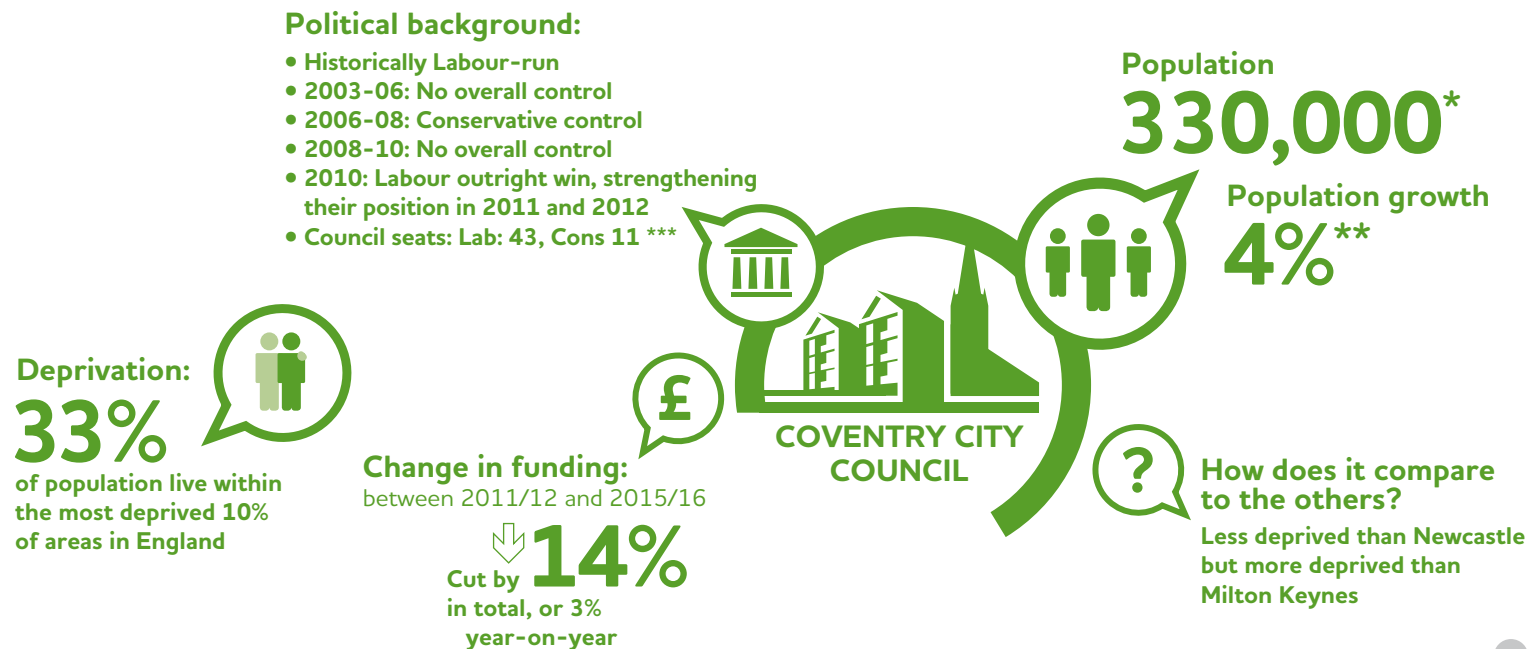 Political background:
• Historically Labour-run
• 2003-06: No overall control
• 2006-08: Conservative control
• 2008-10: No overall control
• 2010: Labour outright win, strengthening
their position in 2011 and 2012
• Council seats: Lab: 43, Cons 11 ***
Population
330,000*
Population growth
4%**
Deprivation:
33%
of population live within
the most deprived 10%
of areas in England
£
Change in funding:
between 2011/12 and 2015/16
Cut by 14%
in total, or 3%
year-on-year
COVENTRY CITY
COUNCIL
?
How does it compare
to the others?
Less deprived than Newcastle
but more deprived than
Milton Keynes